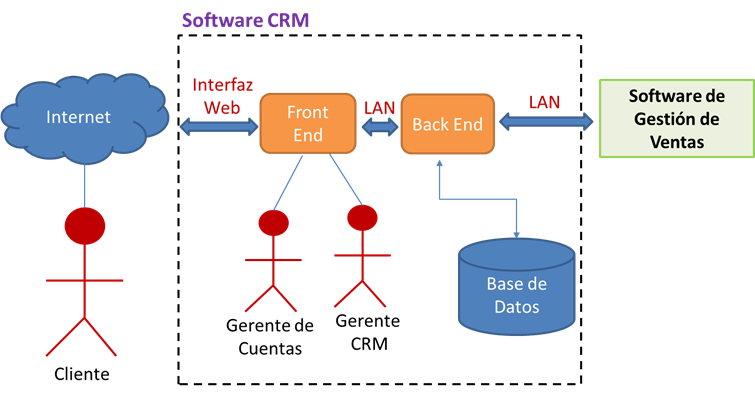 Software CRM
Internet
Interfaz
Web
Front
End
LAN
Back End
LAN
Software de
Gestión de
Ventas
Cliente
Gerente de
Cuentas
Gerente
CRM
Base de
Datos